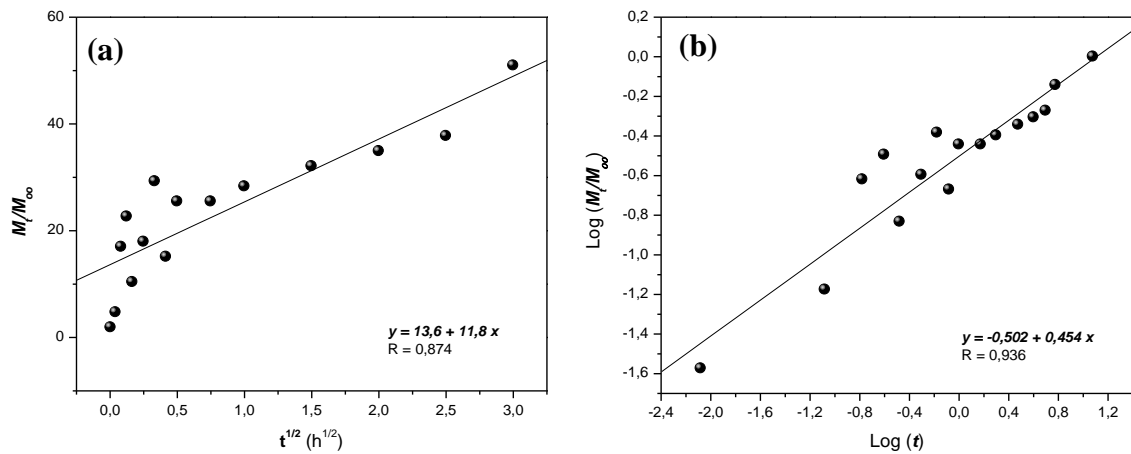 (a)
60
40
20
0
M_t/M_∞
0,0 0,5 1,0 1,5 2,0 2,5 3,0
t^{1/2} (h^{1/2})
y = 13,6 + 11,8 x
R = 0,874
(b)
0,2
0,0
-0,2
-0,4
-0,6
-0,8
-1,0
-1,2
-1,4
-1,6
Log (M_t/M_∞)
-2,4 -2,0 -1,6 -1,2 -0,8 -0,4 0,0 0,4 0,8 1,2
Log (t)
y = -0,502 + 0,454 x
R = 0,936